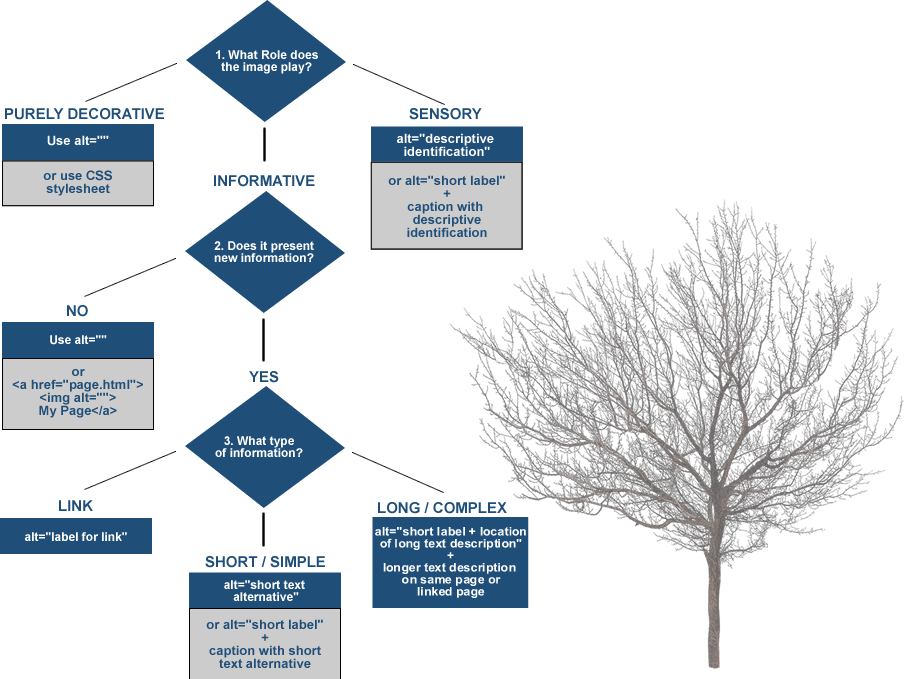 1. What Role does
the image play?
PURELY DECORATIVE
Use alt=""
or use CSS
stylesheet
SENSORY
alt="descriptive
identification"
or alt="short label"
+
caption with
descriptive
identification
INFORMATIVE
2. Does it present
new information?
NO
Use alt=""
or
<a href="page.html">
<img alt="">
My Page</a>
YES
3. What type
of information?
LINK
alt="label for link"
SHORT / SIMPLE
alt="short text
alternative"
or alt="short label"
+
caption with short
text alternative
LONG / COMPLEX
alt="short label + location
of long text description"
+
longer text description
on same page or
linked page